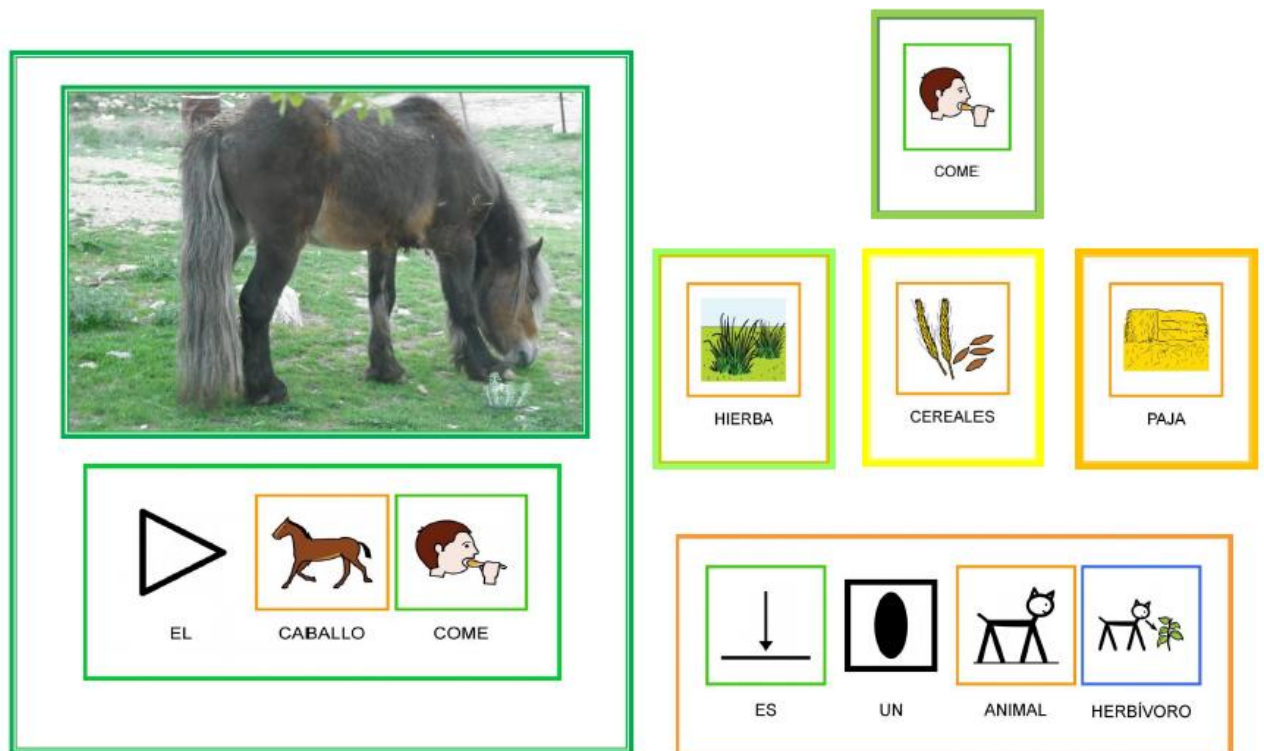 EL CABALLO COME
COME
HIERBA CEREALES PAJA
ES UN ANIMAL HERBÍVORO